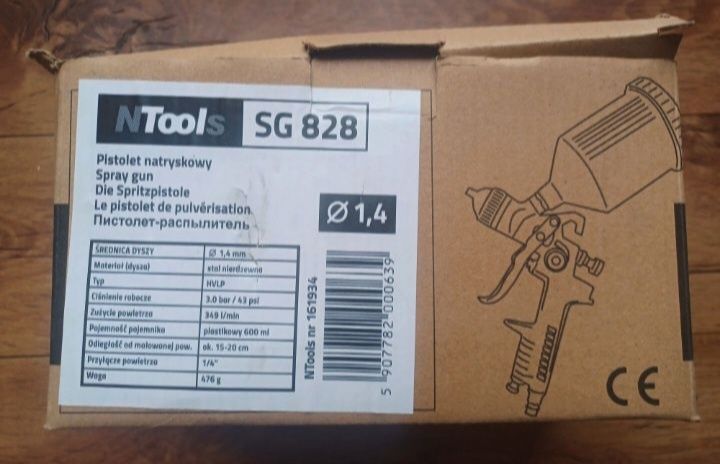 NTools SG 828
Pistolet natryskowy
Spray gun
Die Spritzpistole
Le pistolet de pulvérisation
Пистолет-распылитель
Ø 1,4
ŚREDNICA DYSZY Ø 1,4 mm
Materiał (dysza) stal nierdzewna
Typ HVLP
Ciśnienie robocze 3.0 bar / 43 psi
Zużycie powietrza 349 l/min
Pojemność pojemnika plastikowy 600 ml
Odległość od malowanej pow. ok. 15-20 cm
Przyłącze powietrza 1/4"
Waga 476 g
NTools nr 161934
5 907782 000639
CE